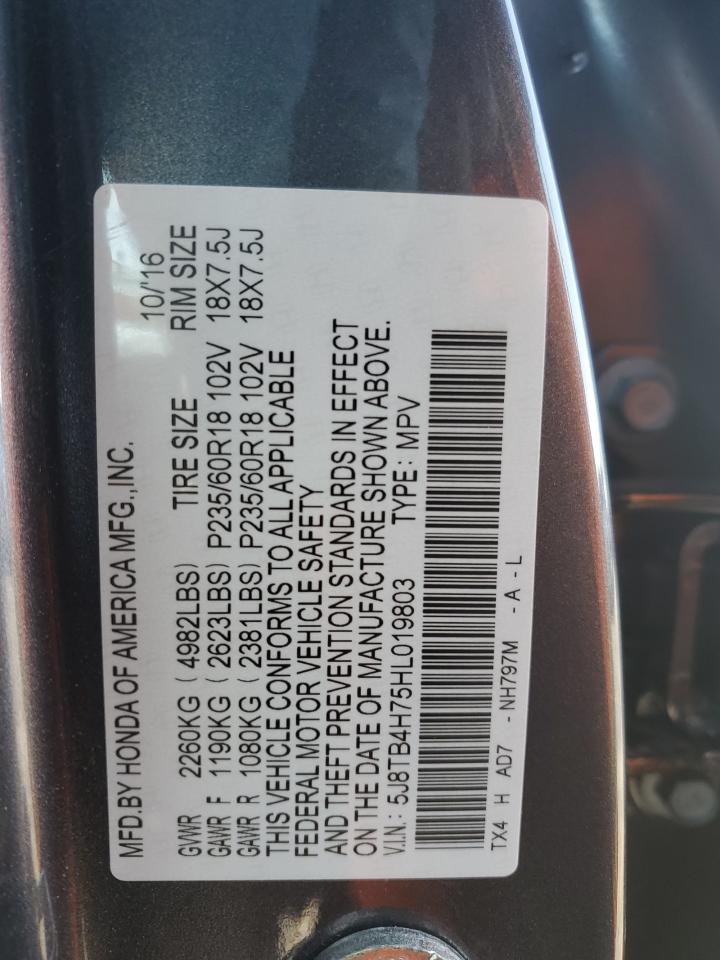 MFD.BY HONDA OF AMERICA MFG.,INC. 10/'16
GVWR 2260KG (4982LBS) TIRE SIZE RIM SIZE
GAWR F 1190KG (2623LBS) P235/60R18 102V 18X7.5J
GAWR R 1080KG (2381LBS) P235/60R18 102V 18X7.5J
THIS VEHICLE CONFORMS TO ALL APPLICABLE
FEDERAL MOTOR VEHICLE SAFETY
AND THEFT PREVENTION STANDARDS IN EFFECT
ON THE DATE OF MANUFACTURE SHOWN ABOVE.
V.I.N.: 5J8TB4H75HL019803 TYPE: MPV
TX4 H AD7 -NH797M -A-L